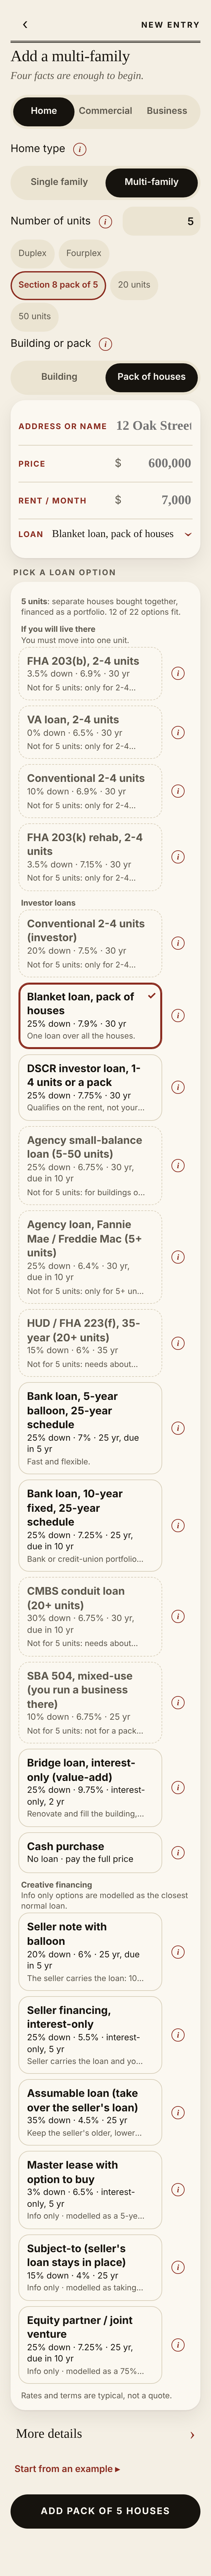 NEW ENTRY
Add a multi-family
Four facts are enough to begin.
Home Commercial Business
Home type i
Single family Multi-family
Number of units i 5
Duplex Fourplex
Section 8 pack of 5 20 units
50 units
Building or pack i
Building Pack of houses
ADDRESS OR NAME 12 Oak Street
PRICE $ 600,000
RENT / MONTH $ 7,000
LOAN Blanket loan, pack of houses
PICK A LOAN OPTION
5 units: separate houses bought together,
financed as a portfolio. 12 of 22 options fit.
If you will live there
You must move into one unit.
FHA 203(b), 2-4 units
3.5% down · 6.9% · 30 yr
Not for 5 units: only for 2-4...
i
VA loan, 2-4 units
0% down · 6.5% · 30 yr
Not for 5 units: only for 2-4...
i
Conventional 2-4 units
10% down · 6.9% · 30 yr
Not for 5 units: only for 2-4...
i
FHA 203(k) rehab, 2-4
units
3.5% down · 7.15% · 30 yr
Not for 5 units: only for 2-4...
i
Investor loans
Conventional 2-4 units
(investor)
20% down · 7.5% · 30 yr
Not for 5 units: only for 2-4...
i
Blanket loan, pack of
houses
25% down · 7.9% · 30 yr
One loan over all the houses.
i
DSCR investor loan, 1-
4 units or a pack
25% down · 7.75% · 30 yr
Qualifies on the rent, not your...
i
Agency small-balance
loan (5-50 units)
25% down · 6.75% · 30 yr,
due in 10 yr
Not for 5 units: for buildings o...
i
Agency loan, Fannie
Mae / Freddie Mac (5+
units)
25% down · 6.4% · 30 yr,
due in 10 yr
Not for 5 units: only for 5+ un...
i
HUD / FHA 223(f), 35-
year (20+ units)
15% down · 6% · 35 yr
Not for 5 units: needs about...
i
Bank loan, 5-year
balloon, 25-year
schedule
25% down · 7% · 25 yr, due
in 5 yr
Fast and flexible.
i
Bank loan, 10-year
fixed, 25-year
schedule
25% down · 7.25% · 25 yr,
due in 10 yr
Bank or credit-union portfolio...
i
CMBS conduit loan
(20+ units)
30% down · 6.75% · 30 yr,
due in 10 yr
Not for 5 units: needs about...
i
SBA 504, mixed-use
(you run a business
there)
10% down · 6.75% · 25 yr
Not for 5 units: not for a pack...
i
Bridge loan, interest-
only (value-add)
25% down · 9.75% · interest-
only, 2 yr
Renovate and fill the building,...
i
Cash purchase
No loan · pay the full price
i
Creative financing
Info only options are modelled as the closest
normal loan.
Seller note with
balloon
20% down · 6% · 25 yr, due
in 5 yr
The seller carries the loan: 10...
i
Seller financing,
interest-only
25% down · 5.5% · interest-
only, 5 yr
Seller carries the loan and yo...
i
Assumable loan (take
over the seller's loan)
35% down · 4.5% · 25 yr
Keep the seller's older, lower...
i
Master lease with
option to buy
3% down · 6.5% · interest-
only, 5 yr
Info only · modelled as a 5-ye...
i
Subject-to (seller's
loan stays in place)
15% down · 4% · 25 yr
Info only · modelled as taking...
i
Equity partner / joint
venture
25% down · 7.25% · 25 yr,
due in 10 yr
Info only · modelled as a 75%...
i
Rates and terms are typical, not a quote.
More details
Start from an example ▸
ADD PACK OF 5 HOUSES